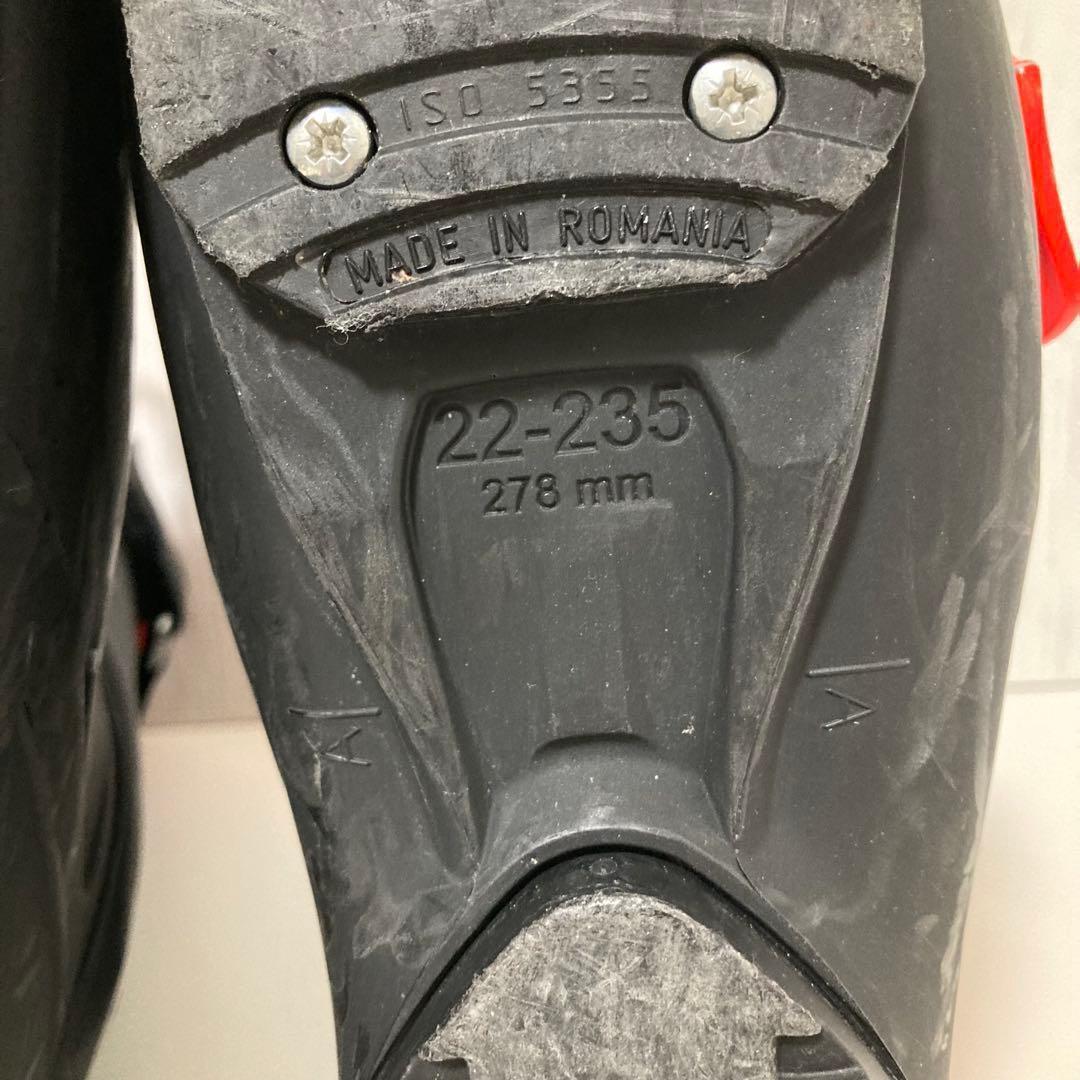 ISO 5355
MADE IN ROMANIA
22-235
278 mm